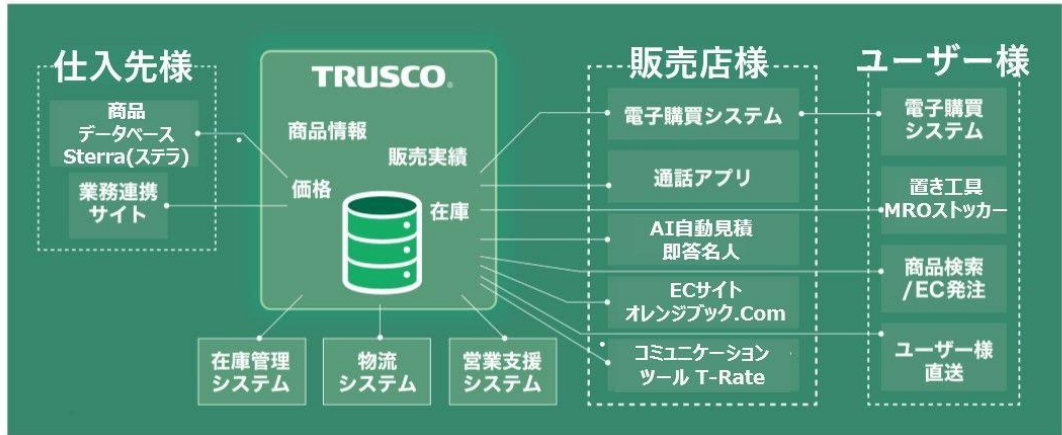 仕入先様
商品
データベース
Sterra(ステラ)
業務連携
サイト
TRUSCO®
商品情報
販売実績
価格
在庫
在庫管理
システム
物流
システム
営業支援
システム
販売店様
電子購買システム
通話アプリ
AI自動見積
即答名人
ECサイト
オレンジブック.Com
コミュニケーション
ツール T-Rate
ユーザー様
電子購買
システム
置き工具
MROストッカー
商品検索
/EC発注
ユーザー様
直送